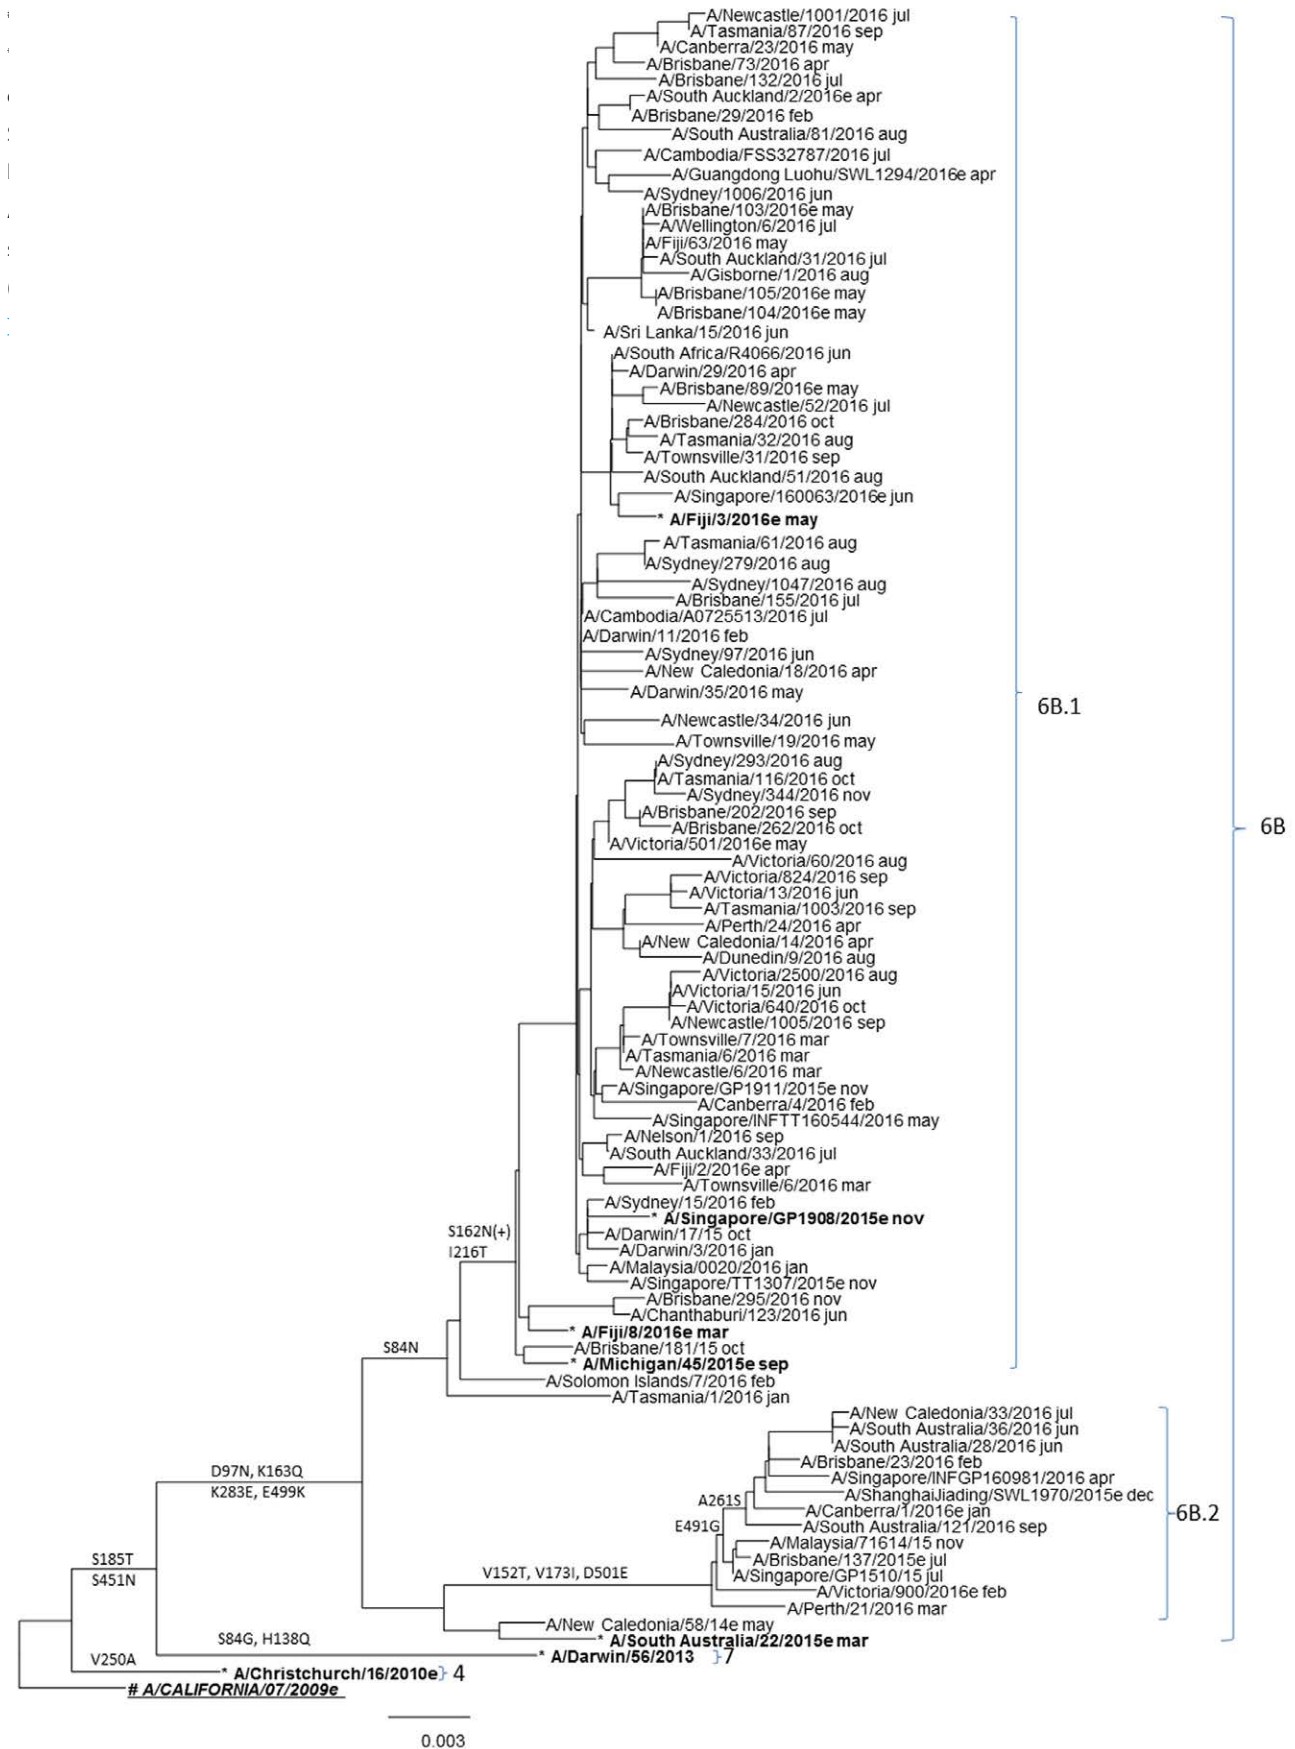 A/Newcastle/1001/2016 jul
A/Tasmania/87/2016 sep
A/Canberra/23/2016 may
A/Brisbane/73/2016 apr
A/Brisbane/132/2016 jul
A/South Auckland/2/2016e apr
A/Brisbane/29/2016 feb
A/South Australia/81/2016 aug
A/Cambodia/FSS32787/2016 jul
A/Guangdong Luohu/SWL1294/2016e apr
A/Sydney/1006/2016 jun
A/Brisbane/103/2016e may
A/Wellington/6/2016 jul
A/Fiji/63/2016 may
A/South Auckland/31/2016 jul
A/Gisborne/1/2016 aug
A/Brisbane/105/2016e may
A/Brisbane/104/2016e may
A/Sri Lanka/15/2016 jun
A/South Africa/R4066/2016 jun
A/Darwin/29/2016 apr
A/Brisbane/89/2016e may
A/Newcastle/52/2016 jul
A/Brisbane/284/2016 oct
A/Tasmania/32/2016 aug
A/Townsville/31/2016 sep
A/South Auckland/51/2016 aug
A/Singapore/160063/2016e jun
* A/Fiji/3/2016e may
A/Tasmania/61/2016 aug
A/Sydney/279/2016 aug
A/Sydney/1047/2016 aug
A/Brisbane/155/2016 jul
A/Cambodia/A0725513/2016 jul
A/Darwin/11/2016 feb
A/Sydney/97/2016 jun
A/New Caledonia/18/2016 apr
A/Darwin/35/2016 may
6B.1
A/Newcastle/34/2016 jun
A/Townsville/19/2016 may
A/Sydney/293/2016 aug
A/Tasmania/116/2016 oct
A/Sydney/344/2016 nov
A/Brisbane/202/2016 sep
A/Brisbane/262/2016 oct
6B
A/Victoria/501/2016e may
A/Victoria/60/2016 aug
A/Victoria/824/2016 sep
A/Victoria/13/2016 jun
A/Tasmania/1003/2016 sep
A/Perth/24/2016 apr
A/New Caledonia/14/2016 apr
A/Dunedin/9/2016 aug
A/Victoria/2500/2016 aug
A/Victoria/15/2016 jun
A/Victoria/640/2016 oct
A/Newcastle/1005/2016 sep
A/Townsville/7/2016 mar
A/Tasmania/6/2016 mar
A/Newcastle/6/2016 mar
A/Singapore/GP1911/2015e nov
A/Canberra/4/2016 feb
A/Singapore/INFTT160544/2016 may
A/Nelson/1/2016 sep
A/South Auckland/33/2016 jul
A/Fiji/2/2016e apr
A/Townsville/6/2016 mar
A/Sydney/15/2016 feb
* A/Singapore/GP1908/2015e nov
S162N(+)
A/Darwin/17/15 oct
I216T
A/Darwin/3/2016 jan
A/Malaysia/0020/2016 jan
A/Singapore/TT1307/2015e nov
A/Brisbane/295/2016 nov
A/Chanthaburi/123/2016 jun
* A/Fiji/8/2016e mar
S84N
A/Brisbane/181/15 oct
* A/Michigan/45/2015e sep
A/Solomon Islands/7/2016 feb
A/Tasmania/1/2016 jan
A/New Caledonia/33/2016 jul
A/South Australia/36/2016 jun
A/South Australia/28/2016 jun
A/Brisbane/23/2016 feb
D97N, K163Q
A/Singapore/INFGP160981/2016 apr
K283E, E499K
A/ShanghaiJiading/SWL1970/2015e dec
A261S
A/Canberra/1/2016e jan
6B.2
E491G
A/South Australia/121/2016 sep
A/Malaysia/71614/15 nov
A/Brisbane/137/2015e jul
S185T
V152T, V173I, D501E
A/Singapore/GP1510/15 jul
S451N
A/Victoria/900/2016e feb
A/Perth/21/2016 mar
A/New Caledonia/58/14e may
S84G, H138Q
* A/South Australia/22/2015e mar
* A/Darwin/56/2013 7
V250A
* A/Christchurch/16/2010e 4
# A/CALIFORNIA/07/2009e
0.003